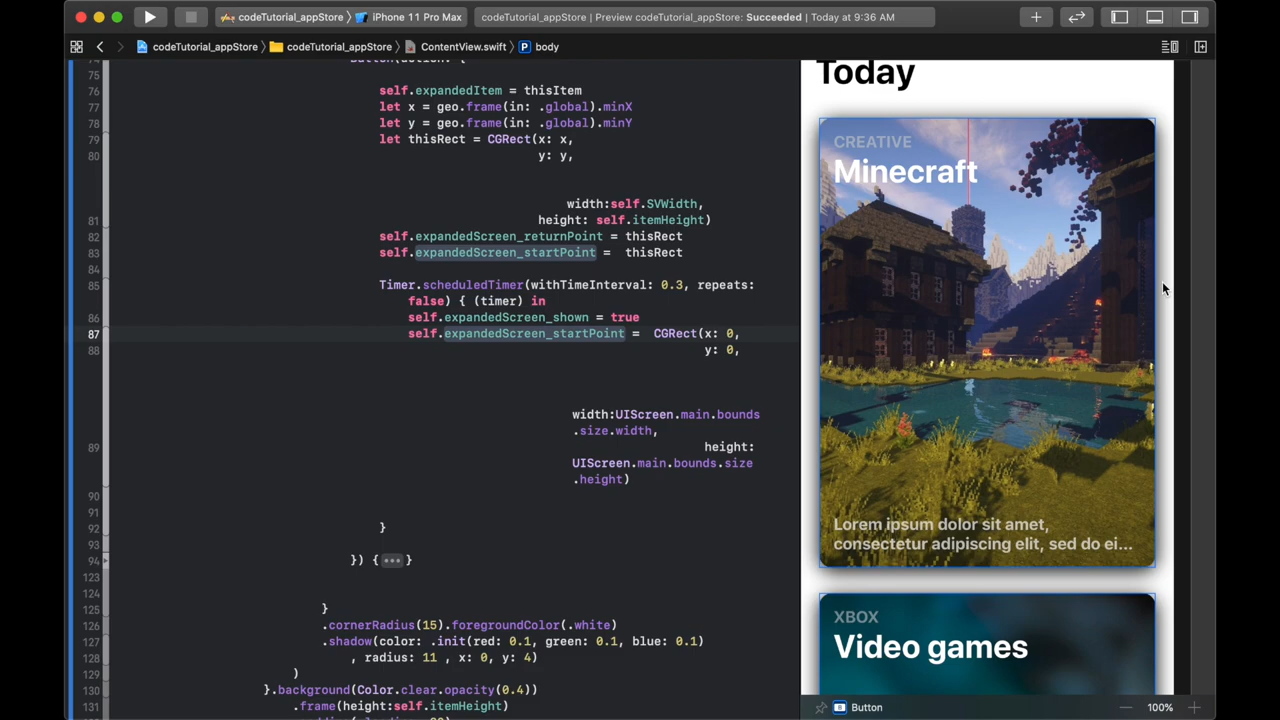 codeTutorial_appStore > iPhone 11 Pro Max
codeTutorial_appStore | Preview codeTutorial_appStore: Succeeded | Today at 9:36 AM
codeTutorial_appStore > codeTutorial_appStore > ContentView.swift > P body
75
76 self.expandedItem = thisItem
77 let x = geo.frame(in: .global).minX
78 let y = geo.frame(in: .global).minY
79 let thisRect = CGRect(x: x,
80 y: y,
width:self.SVWidth,
81 height: self.itemHeight)
82 self.expandedScreen_returnPoint = thisRect
83 self.expandedScreen_startPoint =  thisRect
84
85 Timer.scheduledTimer(withTimeInterval: 0.3, repeats:
false) { (timer) in
86 self.expandedScreen_shown = true
87 self.expandedScreen_startPoint =  CGRect(x: 0,
88 y: 0,
width:UIScreen.main.bounds
.size.width,
89 height:
UIScreen.main.bounds.size
.height)
90
91
92 }
93
94 }) {•••}
123
124
125 }
126 .cornerRadius(15).foregroundColor(.white)
127 .shadow(color: .init(red: 0.1, green: 0.1, blue: 0.1)
128 , radius: 11 , x: 0, y: 4)
129 )
130 }.background(Color.clear.opacity(0.4))
131 .frame(height:self.itemHeight)
Today
CREATIVE
Minecraft
Lorem ipsum dolor sit amet,
consectetur adipiscing elit, sed do ei...
XBOX
Video games
Button
100%